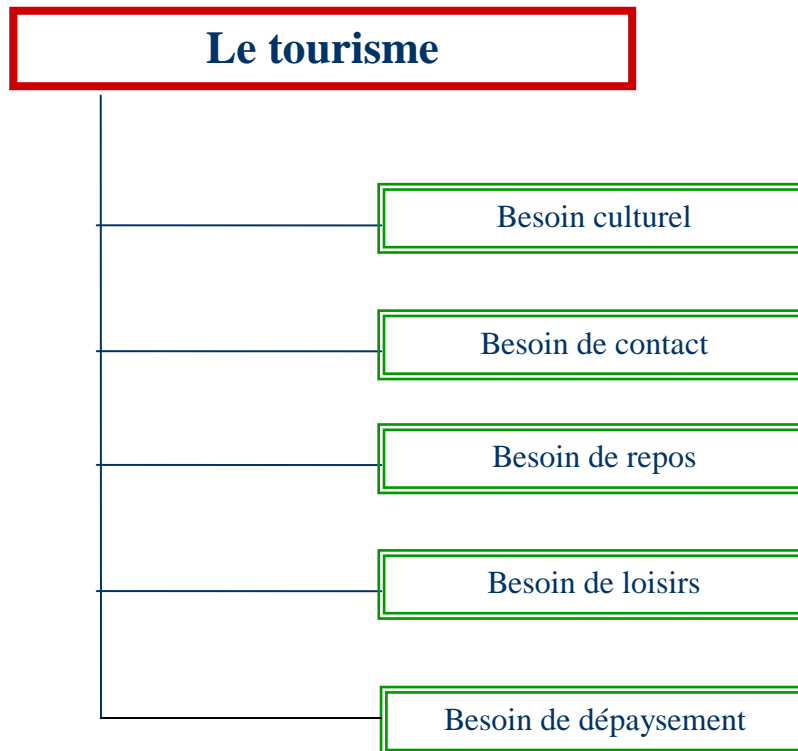 Le tourisme
Besoin culturel
Besoin de contact
Besoin de repos
Besoin de loisirs
Besoin de dépaysement